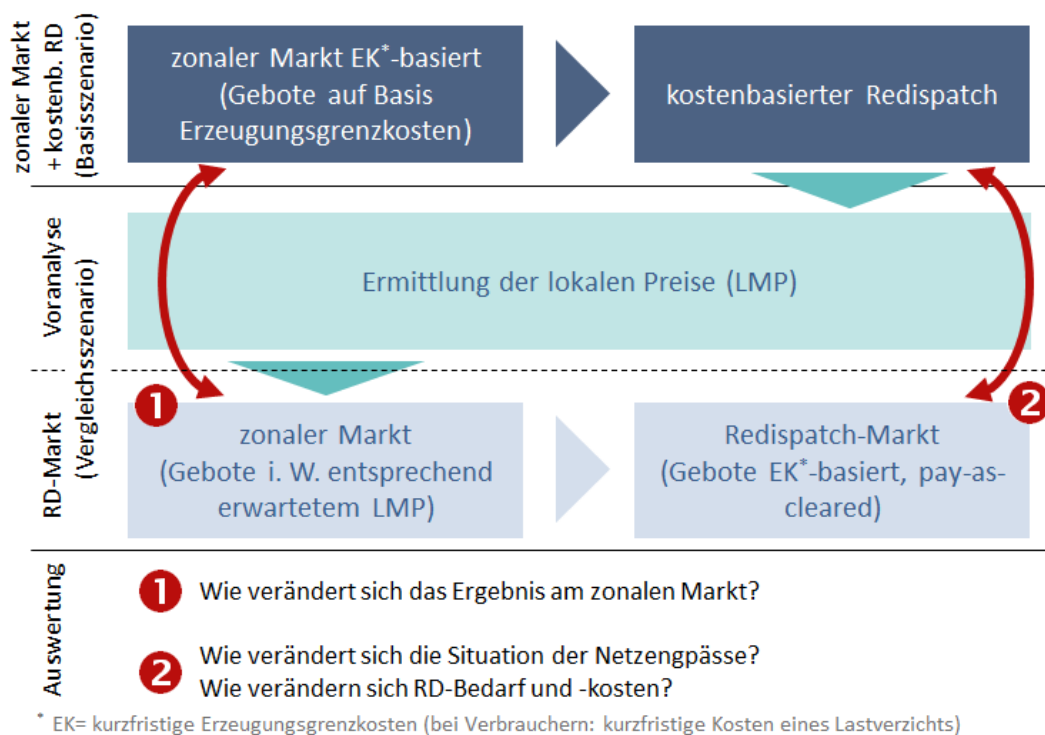 zonaler Markt
+ kostenb. RD
(Basisszenario)
zonaler Markt EK*-basiert
(Gebote auf Basis
Erzeugungsgrenzkosten)
kostenbasierter Redispatch
Voranalyse
Ermittlung der lokalen Preise (LMP)
RD-Markt
(Vergleichsszenario)
1
zonaler Markt
(Gebote i. W. entsprechend
erwartetem LMP)
2
Redispatch-Markt
(Gebote EK*-basiert, pay-as-
cleared)
Auswertung
1
Wie verändert sich das Ergebnis am zonalen Markt?
2
Wie verändert sich die Situation der Netzengpässe?
Wie verändern sich RD-Bedarf und -kosten?
* EK= kurzfristige Erzeugungsgrenzkosten (bei Verbrauchern: kurzfristige Kosten eines Lastverzichts)